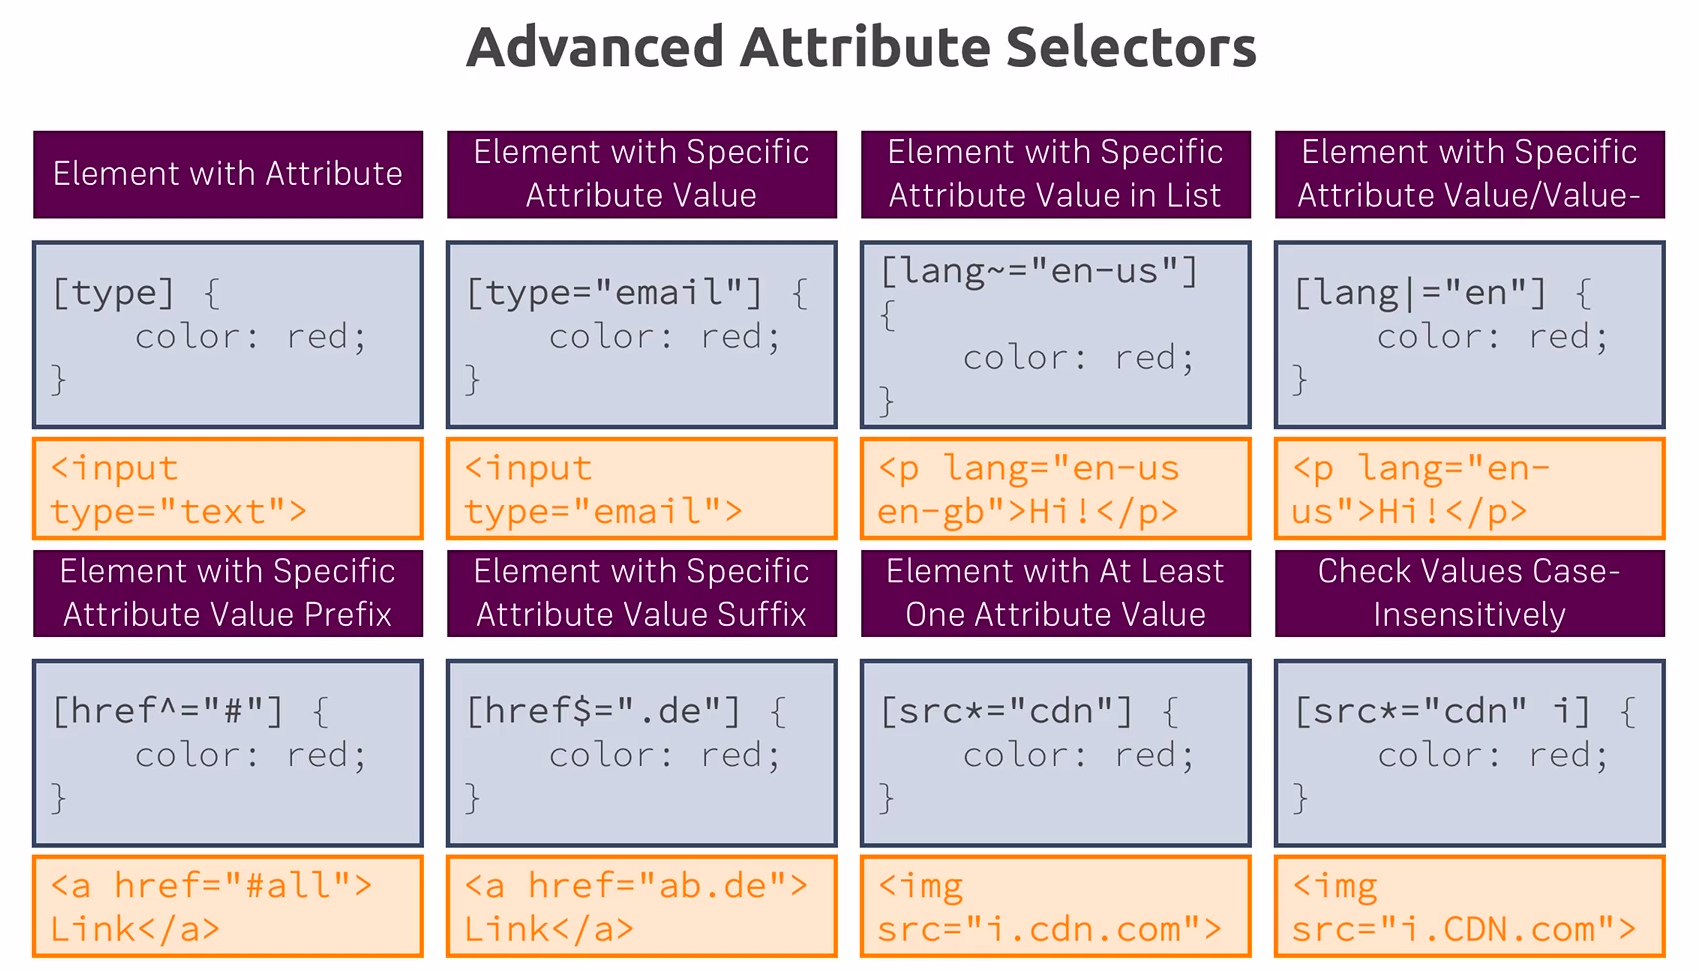 Advanced Attribute Selectors
Element with Attribute
[type] {
color: red;
}
<input
type="text">
Element with Specific
Attribute Value
[type="email"] {
color: red;
}
<input
type="email">
Element with Specific
Attribute Value in List
[lang~="en-us"]
{
color: red;
}
<p lang="en-us
en-gb">Hi!</p>
Element with Specific
Attribute Value/Value-
[lang|="en"] {
color: red;
}
<p lang="en-
us">Hi!</p>
Element with Specific
Attribute Value Prefix
[href^="#"] {
color: red;
}
<a href="#all">
Link</a>
Element with Specific
Attribute Value Suffix
[href$=".de"] {
color: red;
}
<a href="ab.de">
Link</a>
Element with At Least
One Attribute Value
[src*="cdn"] {
color: red;
}
<img
src="i.cdn.com">
Check Values Case-
Insensitively
[src*="cdn" i] {
color: red;
}
<img
src="i.CDN.com">